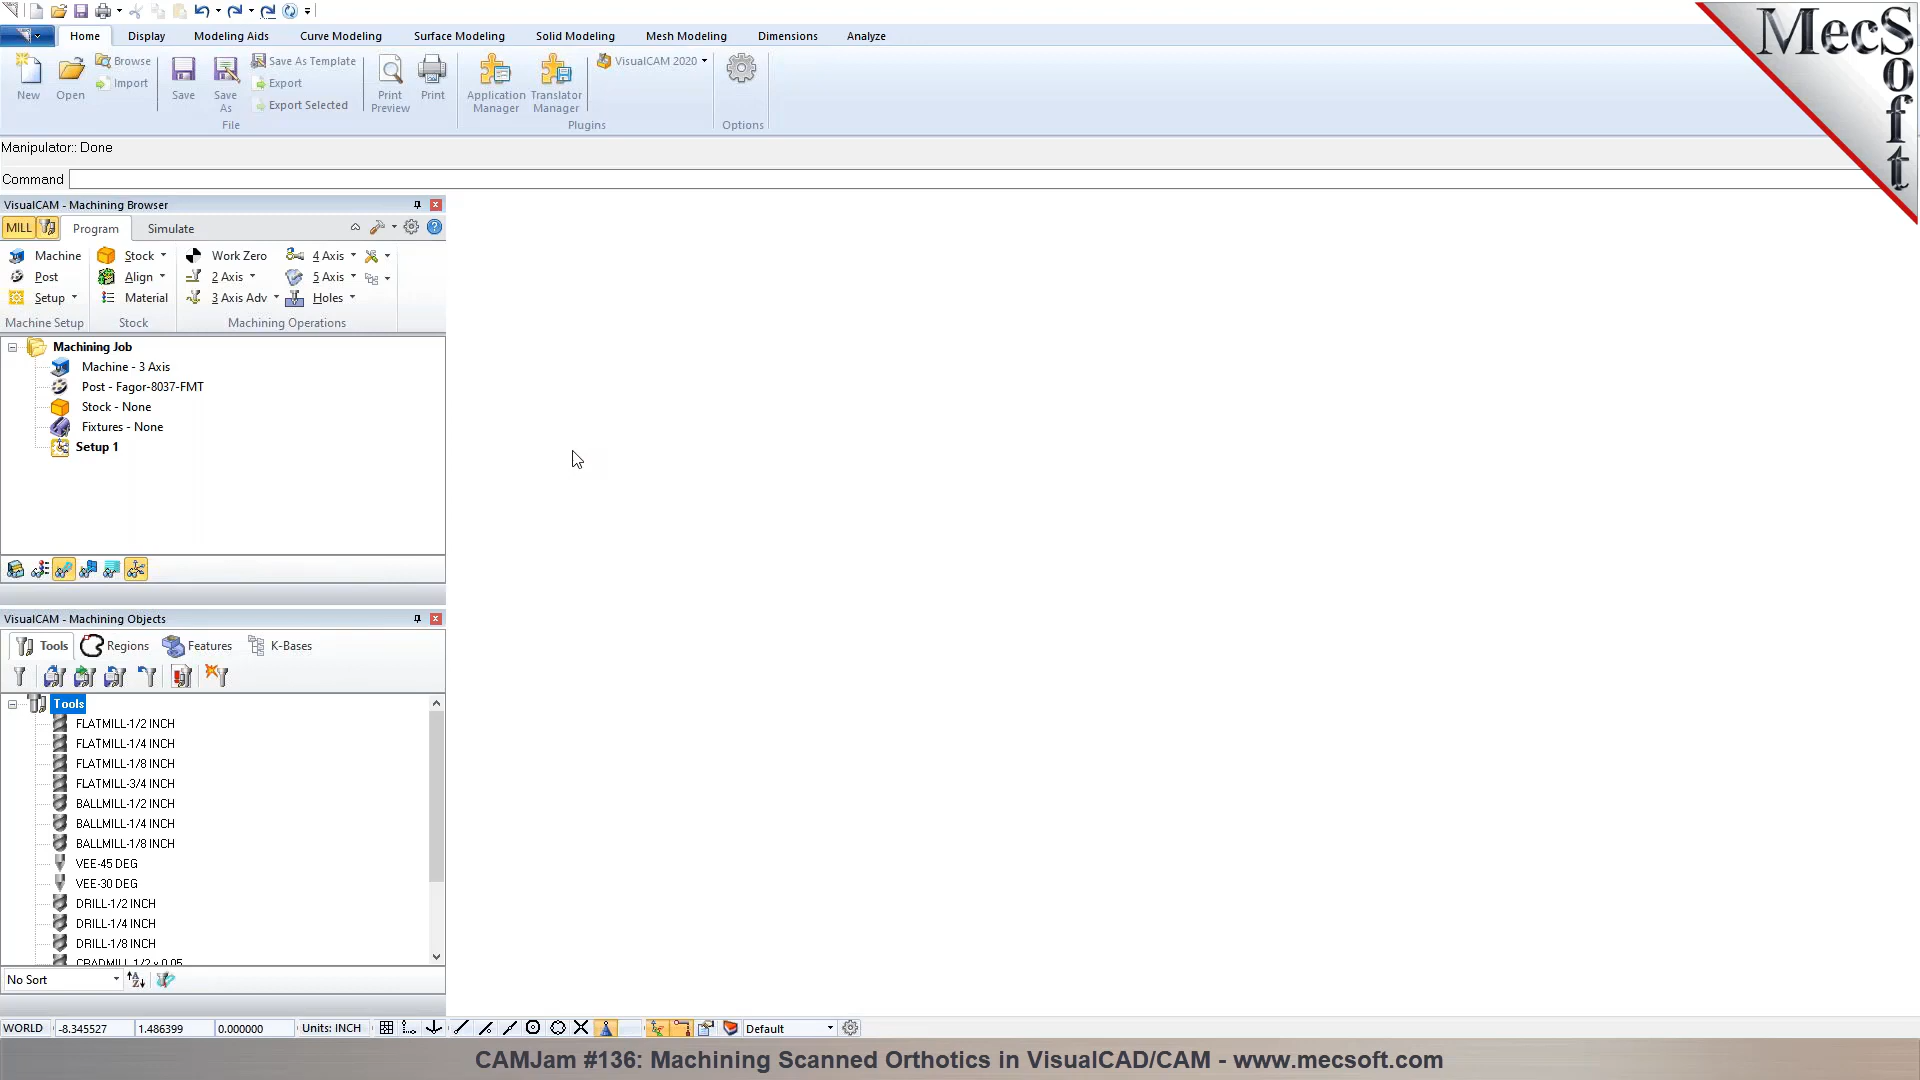 Home Display Modeling Aids Curve Modeling Surface Modeling Solid Modeling Mesh Modeling Dimensions Analyze
MecSoft
New Open Browse Import Save Save As Save As Template Export Export Selected Print Preview Print Application Manager Translator Manager VisualCAM 2020
File Plugins Options
Manipulator:: Done
Command
VisualCAM - Machining Browser
MILL Program Simulate
Machine Stock Work Zero 4 Axis
Post Align 2 Axis 5 Axis
Setup Material 3 Axis Adv Holes
Machine Setup Stock Machining Operations
Machining Job
Machine - 3 Axis
Post - Fagor-8037-FMT
Stock - None
Fixtures - None
Setup 1
VisualCAM - Machining Objects
Tools Regions Features K-Bases
Tools
FLATMILL-1/2 INCH
FLATMILL-1/4 INCH
FLATMILL-1/8 INCH
FLATMILL-3/4 INCH
BALLMILL-1/2 INCH
BALLMILL-1/4 INCH
BALLMILL-1/8 INCH
VEE-45 DEG
VEE-30 DEG
DRILL-1/2 INCH
DRILL-1/4 INCH
DRILL-1/8 INCH
CRADMILL 1/2 x 0.05
No Sort
WORLD -8.345527 1.486399 0.000000 Units: INCH Default
CAMJam #136: Machining Scanned Orthotics in VisualCAD/CAM - www.mecsoft.com